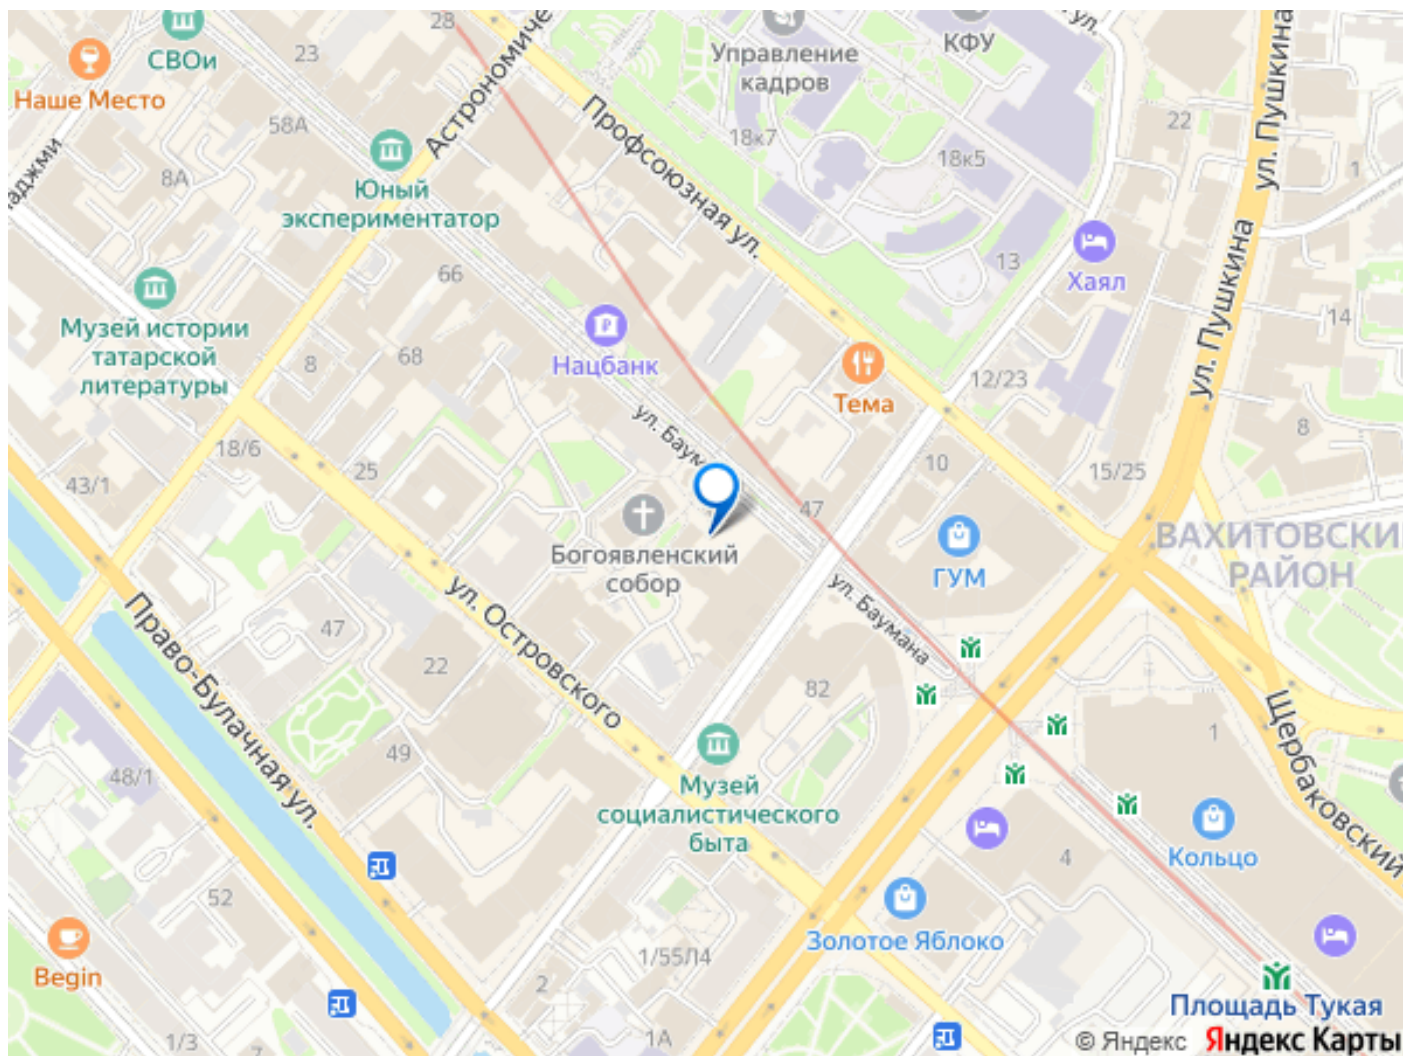 28
СВОи
23
Наше Место
58А
Астрономиче
Управление
кадров
КФУ
ул.
ул. Пушкина
Профсоюзная ул.
18к7
18к5
22
1
аджми
8А
Юный
экспериментатор
66
13
Хаял
ул. Пушкина
14
Музей истории
татарской
литературы
8
68
Нацбанк
Тема
12/23
8
18/6
25
43/1
ул. Баум
10
15/25
47
Богоявленский
собор
ГУМ
ВАХИТОВСКИ
РАЙОН
ул. Островского
ул. Баумана
Право-Булачная ул.
47
22
49
82
48/1
Музей
социалистического
быта
1
Щербаковский
Кольцо
4
52
Золотое Яблоко
Begin
1/55/14
2
1А
1/3
7
Площадь Тукая
© Яндекс Яндекс Карты